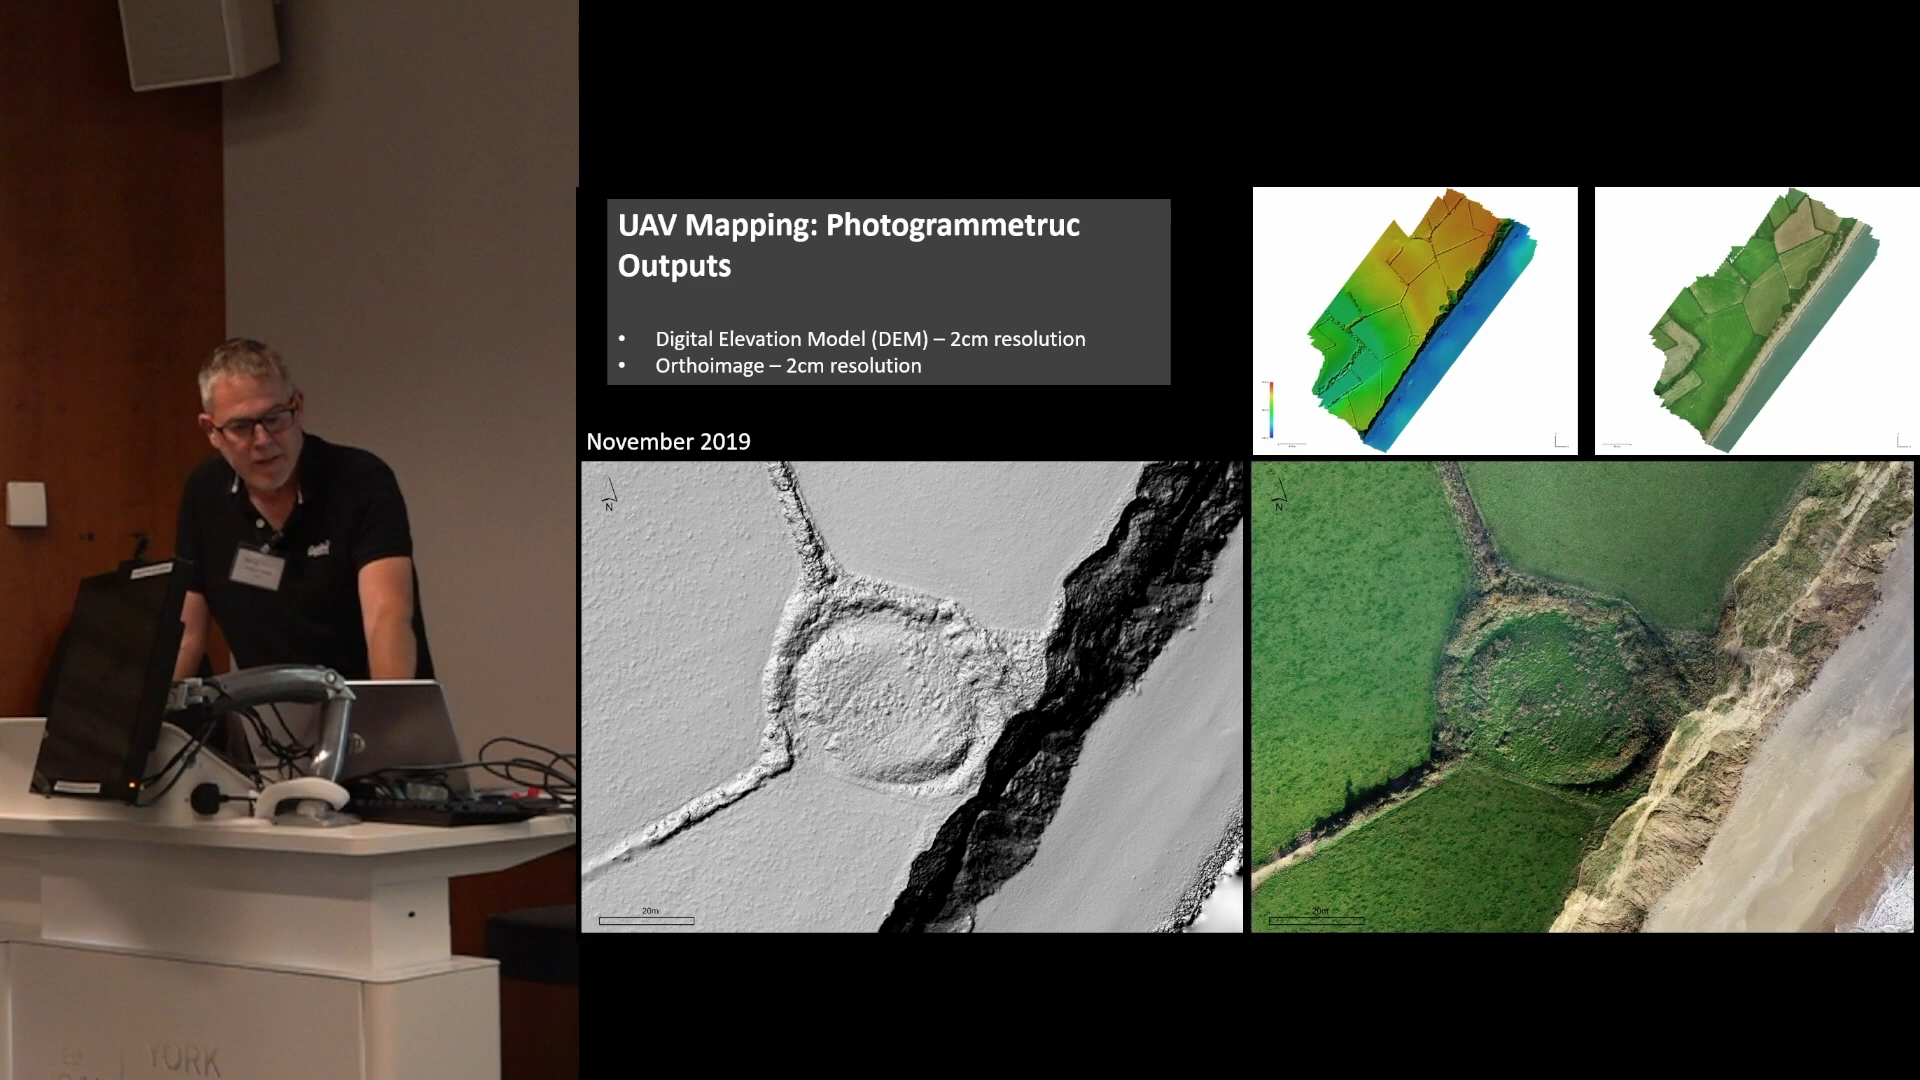 UAV Mapping: Photogrammetruc
Outputs
• Digital Elevation Model (DEM) – 2cm resolution
• Orthoimage – 2cm resolution
November 2019
N
20m
N
20m
YORK